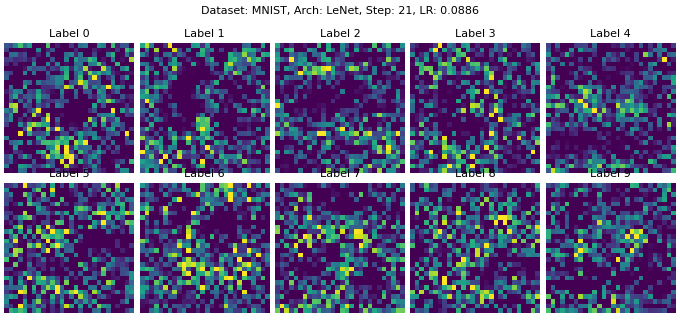 Dataset: MNIST, Arch: LeNet, Step: 21, LR: 0.0886
Label 0 Label 1 Label 2 Label 3 Label 4
Label 5 Label 6 Label 7 Label 8 Label 9